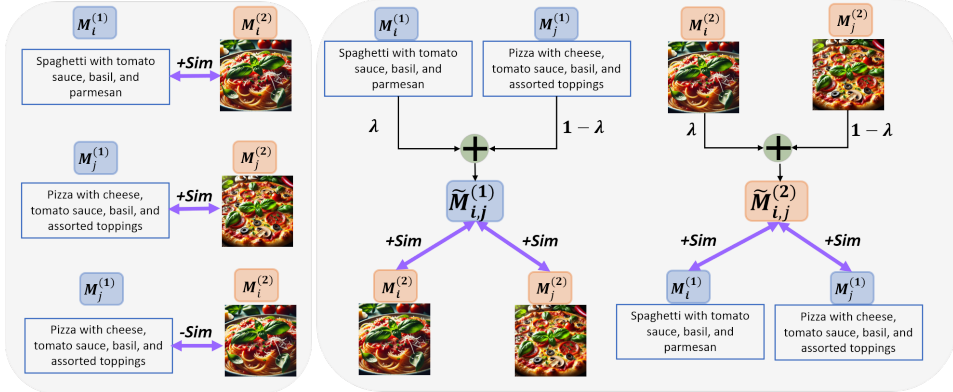 M_i^(1)
M_i^(2)
Spaghetti with tomato
sauce, basil, and
parmesan
+Sim
M_j^(1)
M_j^(2)
Pizza with cheese,
tomato sauce, basil, and
assorted toppings
+Sim
M_j^(1)
M_i^(2)
Pizza with cheese,
tomato sauce, basil, and
assorted toppings
-Sim
M_i^(1)
M_j^(1)
Spaghetti with tomato
sauce, basil, and
parmesan
Pizza with cheese,
tomato sauce, basil, and
assorted toppings
λ
1 − λ
+
M̃_{i,j}^(1)
+Sim
+Sim
M_i^(2)
M_j^(2)
M_i^(2)
M_j^(2)
λ
1 − λ
+
M̃_{i,j}^(2)
+Sim
+Sim
M_i^(1)
M_j^(1)
Spaghetti with tomato
sauce, basil, and
parmesan
Pizza with cheese,
tomato sauce, basil, and
assorted toppings